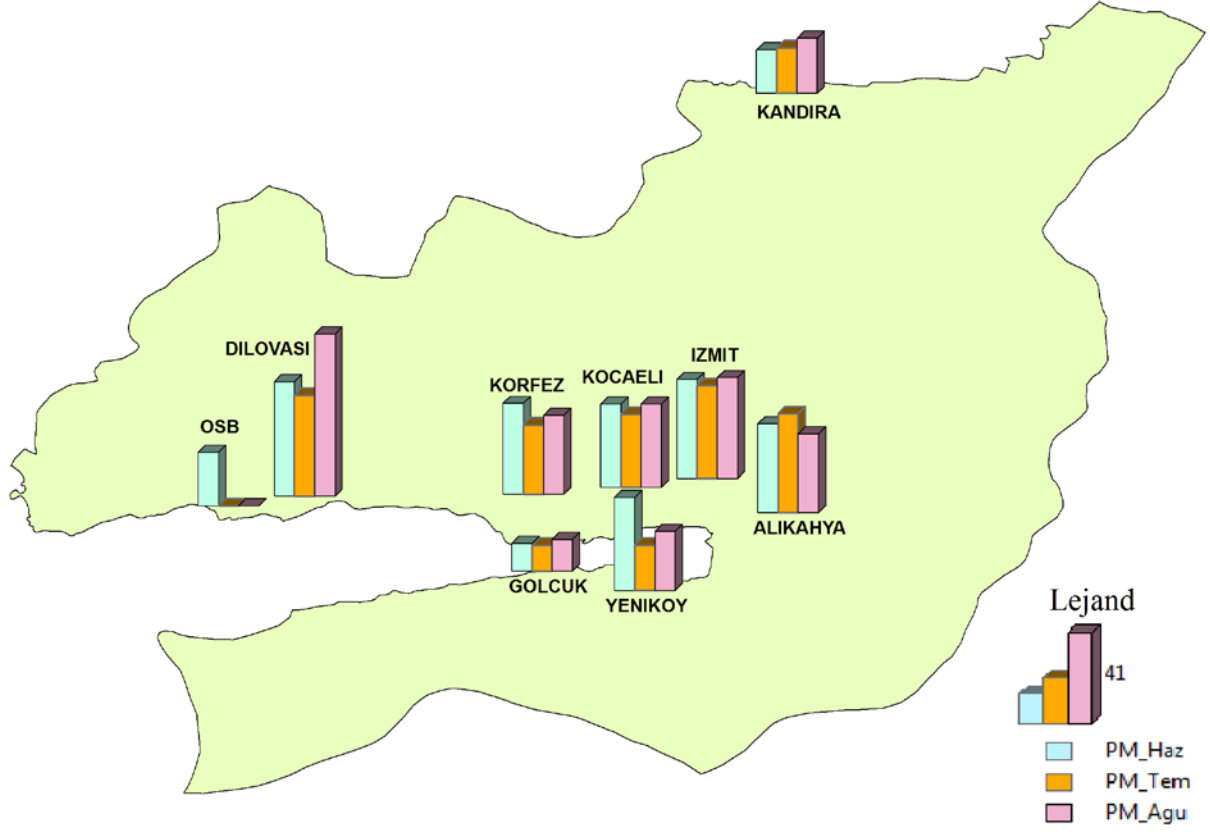 KANDIRA
DILOVASI
IZMIT
KORFEZ
KOCAELI
OSB
ALIKAHYA
GOLCUK
YENIKOY
Lejand
41
PM_Haz
PM_Tem
PM_Agu